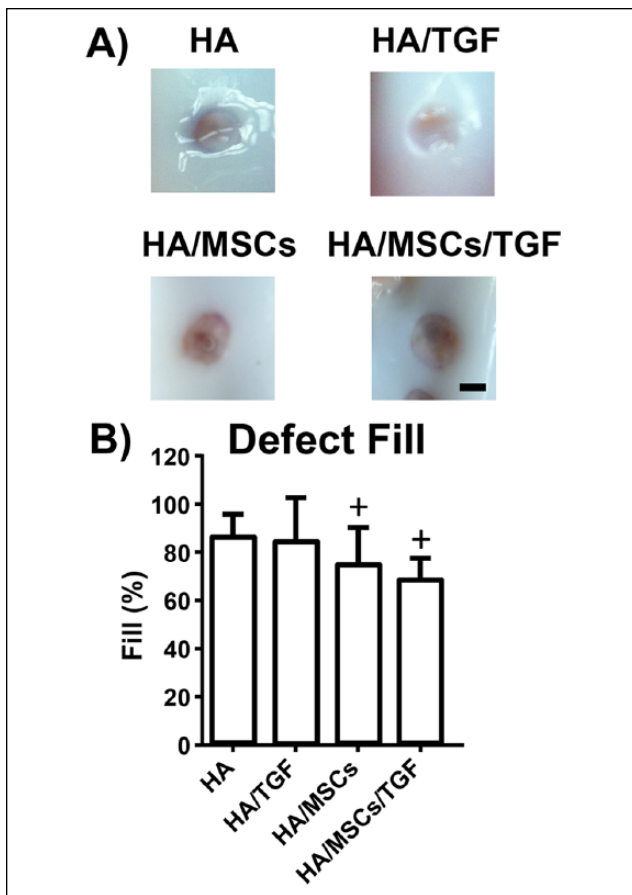 A)
HA
HA/TGF
HA/MSCs
HA/MSCs/TGF
B) Defect Fill
120
100
80
60
40
20
0
Fill (%)
+
+
HA
HA/TGF
HA/MSCs
HA/MSCs/TGF